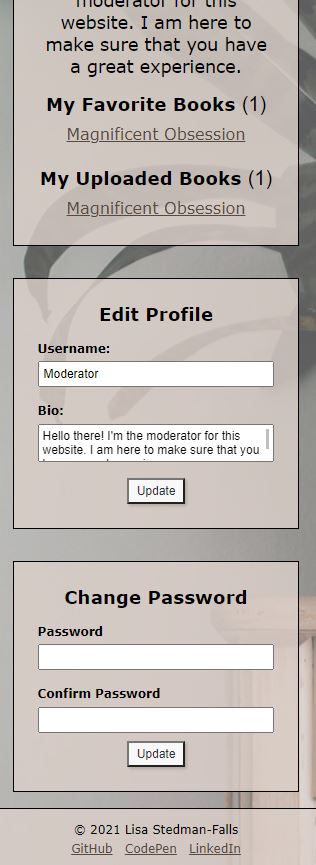 moderator for this
website. I am here to
make sure that you have
a great experience.
My Favorite Books (1)
Magnificent Obsession
My Uploaded Books (1)
Magnificent Obsession
Edit Profile
Username:
Moderator
Bio:
Hello there! I'm the moderator for this
website. I am here to make sure that you
Update
Change Password
Password
Confirm Password
Update
© 2021 Lisa Stedman-Falls
GitHub CodePen LinkedIn